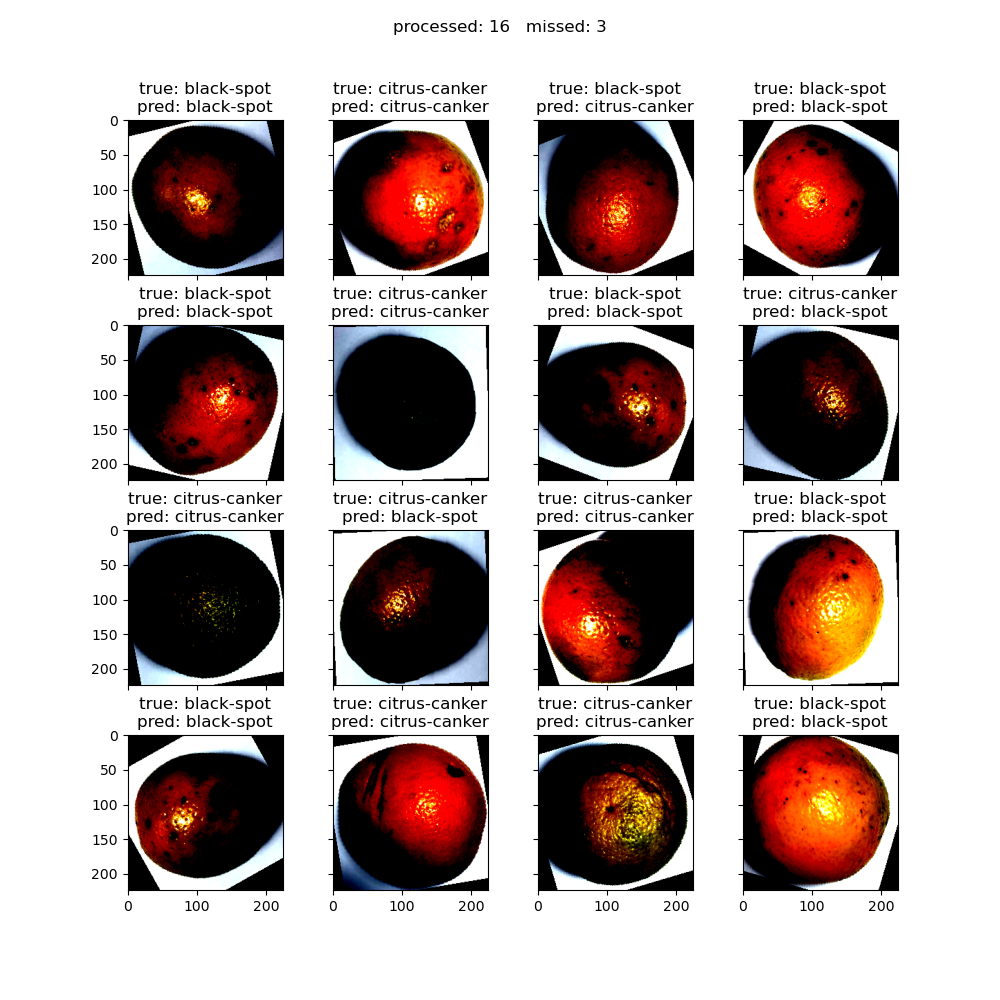 processed: 16   missed: 3
true: black-spot
pred: black-spot
true: citrus-canker
pred: citrus-canker
true: black-spot
pred: citrus-canker
true: black-spot
pred: black-spot
0
50
100
150
200
true: black-spot
pred: black-spot
true: citrus-canker
pred: citrus-canker
true: black-spot
pred: black-spot
true: citrus-canker
pred: black-spot
0
50
100
150
200
true: citrus-canker
pred: citrus-canker
true: citrus-canker
pred: black-spot
true: citrus-canker
pred: citrus-canker
true: black-spot
pred: black-spot
0
50
100
150
200
true: black-spot
pred: black-spot
true: citrus-canker
pred: citrus-canker
true: citrus-canker
pred: citrus-canker
true: black-spot
pred: black-spot
0
50
100
150
200
0 100 200 0 100 200 0 100 200 0 100 200